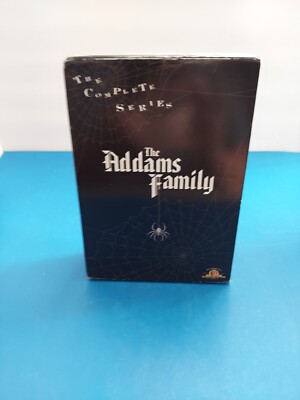 THE
COMPLETE
SERIES
The
Addams
Family